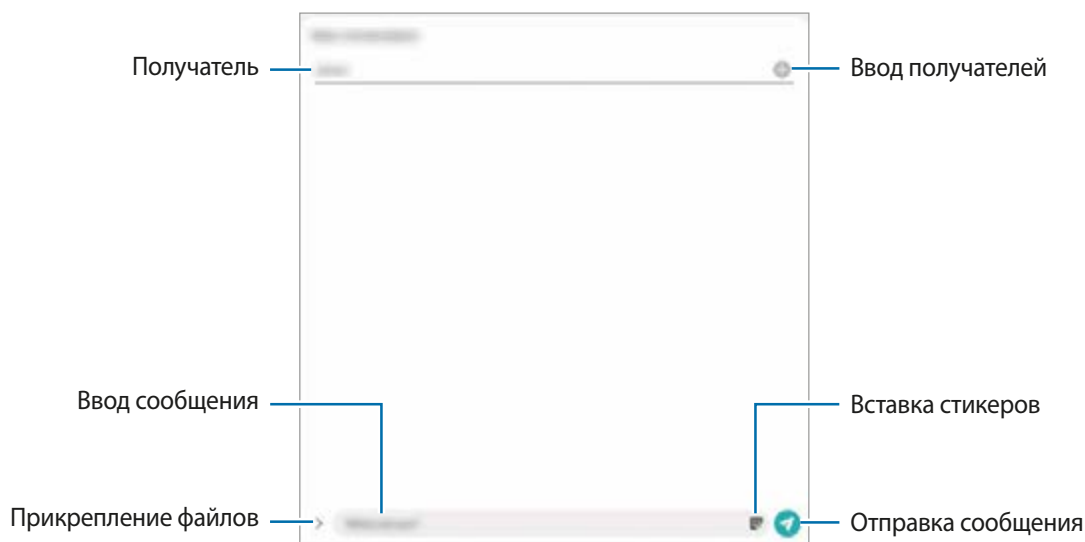 Получатель
Ввод получателей
Ввод сообщения
Вставка стикеров
Прикрепление файлов
Отправка сообщения